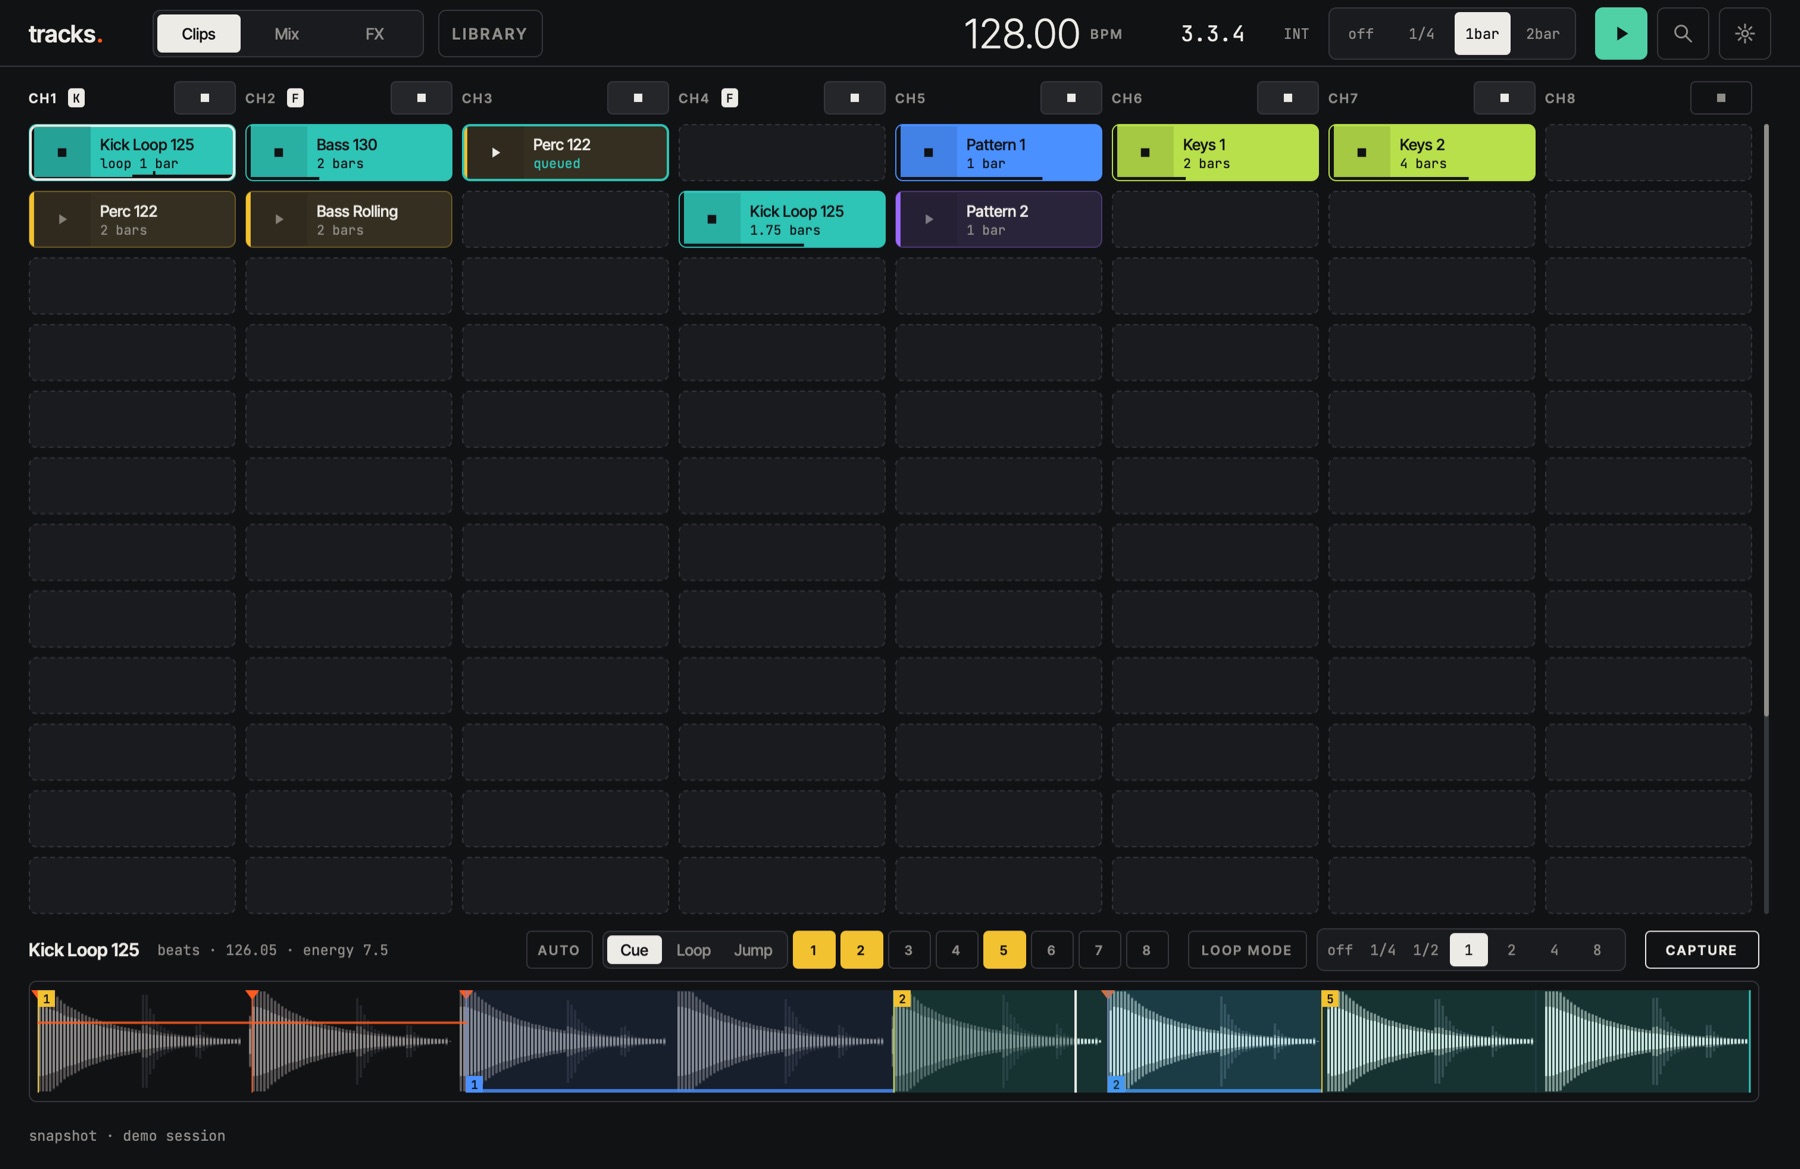 tracks. Clips Mix FX LIBRARY 128.00 BPM 3.3.4 INT off 1/4 1bar 2bar
CH1 K CH2 F CH3 CH4 F CH5 CH6 CH7 CH8
Kick Loop 125 Bass 130 Perc 122 Pattern 1 Keys 1 Keys 2
loop 1 bar 2 bars queued 1 bar 2 bars 4 bars
Perc 122 Bass Rolling Kick Loop 125 Pattern 2
2 bars 2 bars 1.75 bars 1 bar
Kick Loop 125 beats · 126.05 · energy 7.5 AUTO Cue Loop Jump 1 2 3 4 5 6 7 8 LOOP MODE off 1/4 1/2 1 2 4 8 CAPTURE
1 2 5
1 2
snapshot · demo session